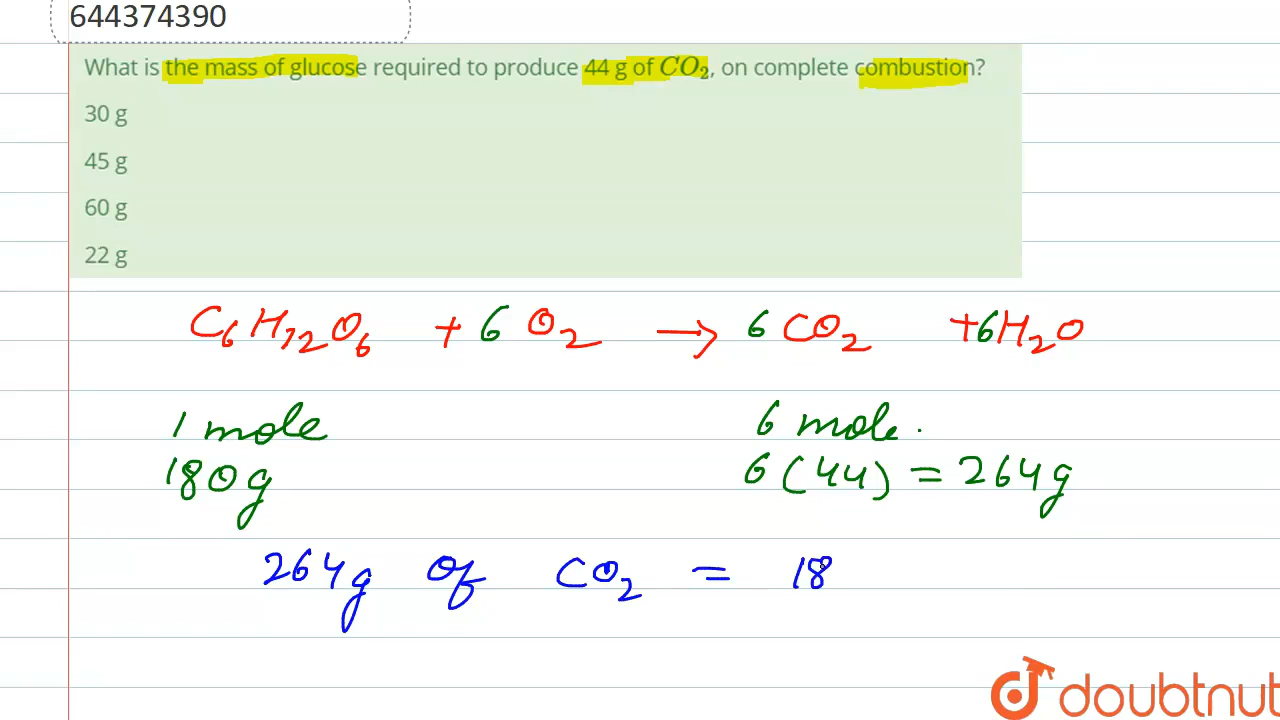 644374390
What is the mass of glucose required to produce 44 g of CO₂, on complete combustion?
30 g
45 g
60 g
22 g
C₆H₁₂O₆ + 6 O₂ → 6 CO₂ + 6H₂O
1 mole 6 mole.
180g 6(44) = 264g
264g of CO₂ = 18
doubtnut